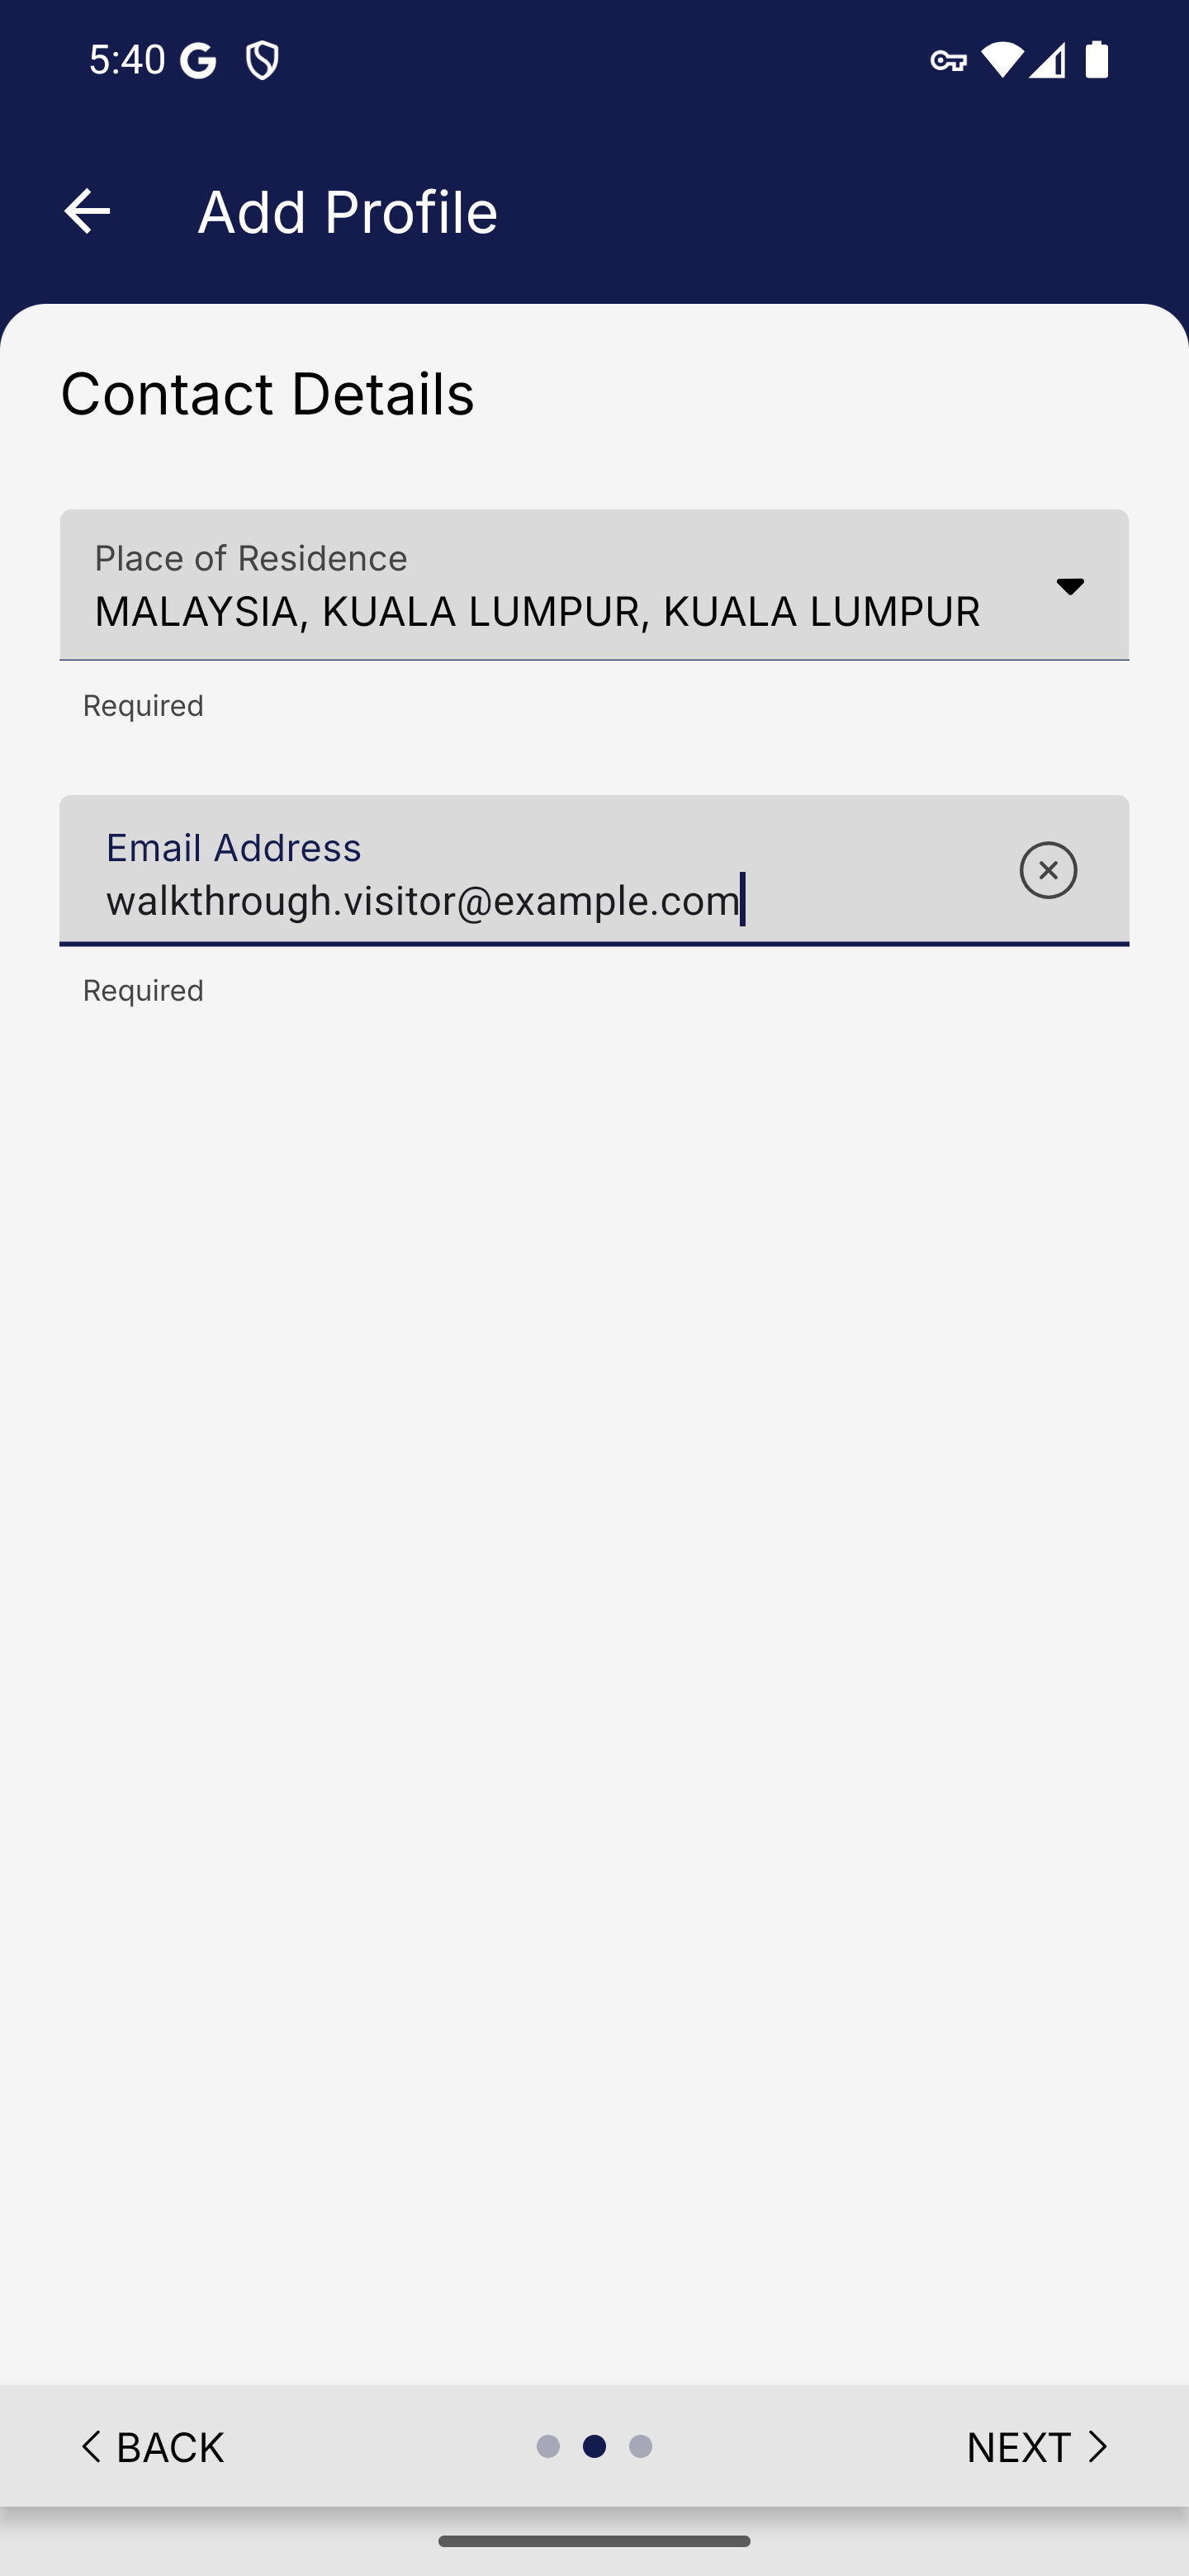 5:40
Add Profile
Contact Details
Place of Residence
MALAYSIA, KUALA LUMPUR, KUALA LUMPUR
Required
Email Address
walkthrough.visitor@example.com
Required
BACK
NEXT